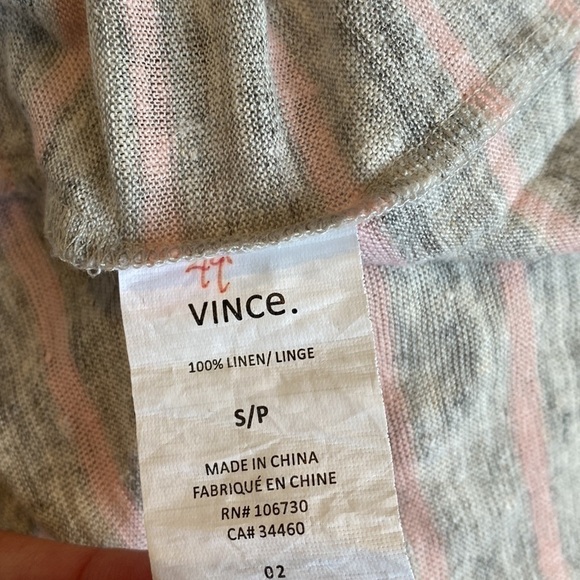 VINCe.
100% LINEN/ LINGE
S/P
MADE IN CHINA
FABRIQUÉ EN CHINE
RN# 106730
CA# 34460
02